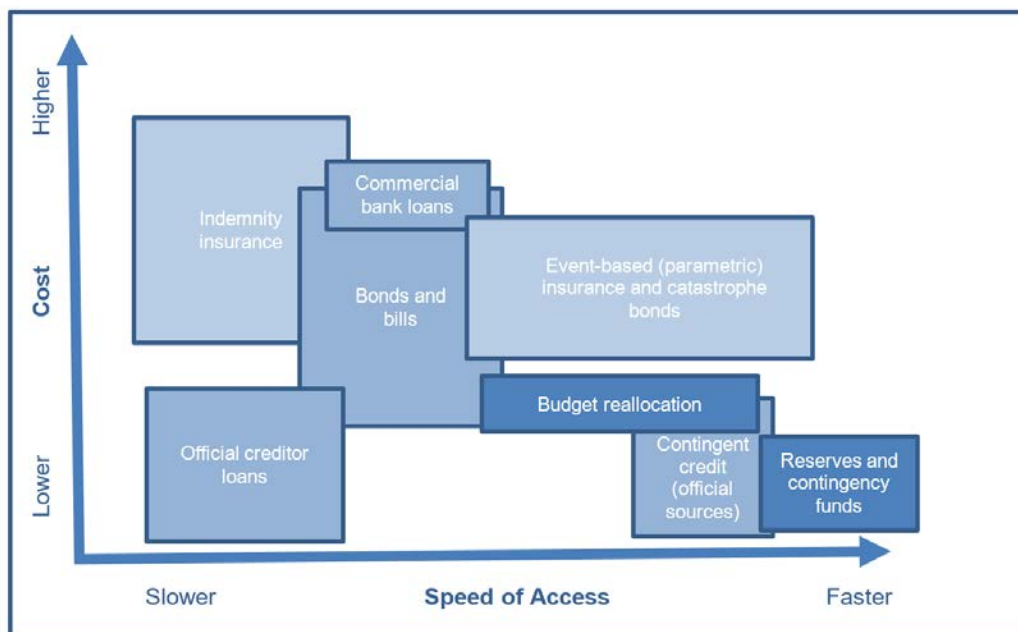 Higher
Cost
Lower
Indemnity
insurance
Commercial
bank loans
Bonds and
bills
Event-based (parametric)
insurance and catastrophe
bonds
Budget reallocation
Official creditor
loans
Contingent
credit
(official
sources)
Reserves and
contingency
funds
Slower
Speed of Access
Faster